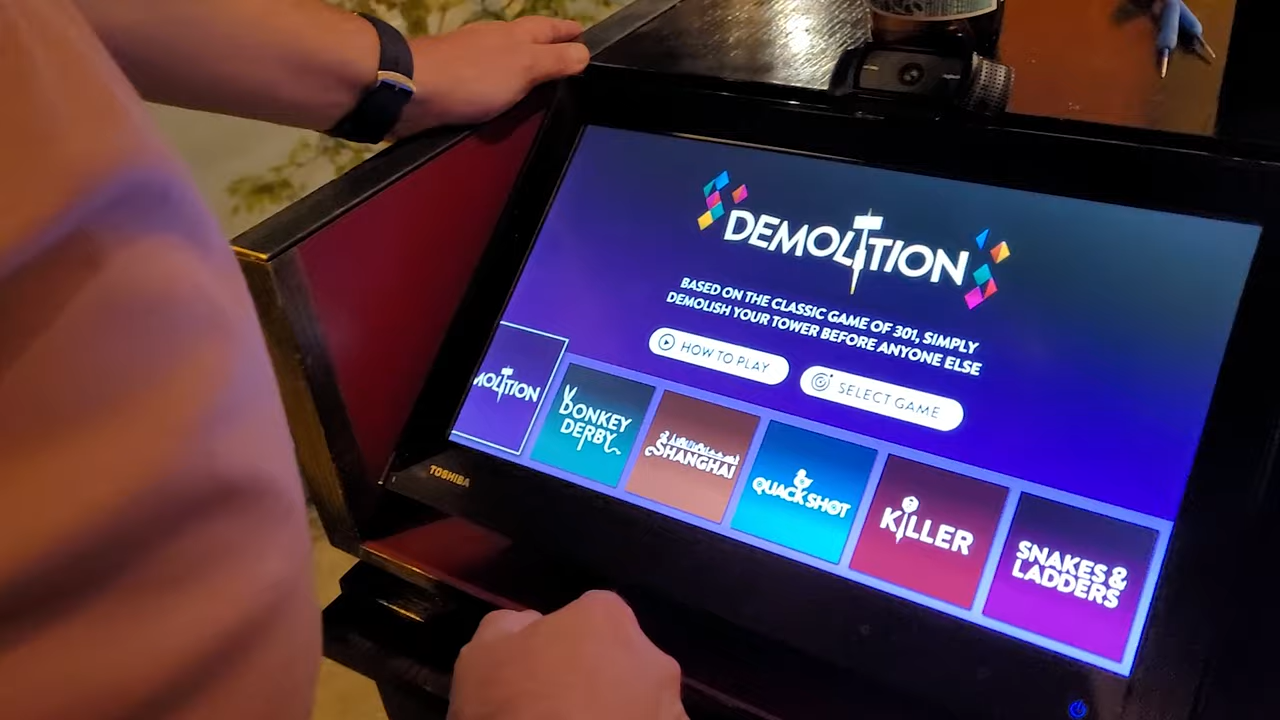 DEMOLITION
BASED ON THE CLASSIC GAME OF 301, SIMPLY
DEMOLISH YOUR TOWER BEFORE ANYONE ELSE
HOW TO PLAY
SELECT GAME
MOLITION
DONKEY
DERBY
SHANGHAI
QUACK SHOT
KILLER
SNAKES &
LADDERS
TOSHIBA